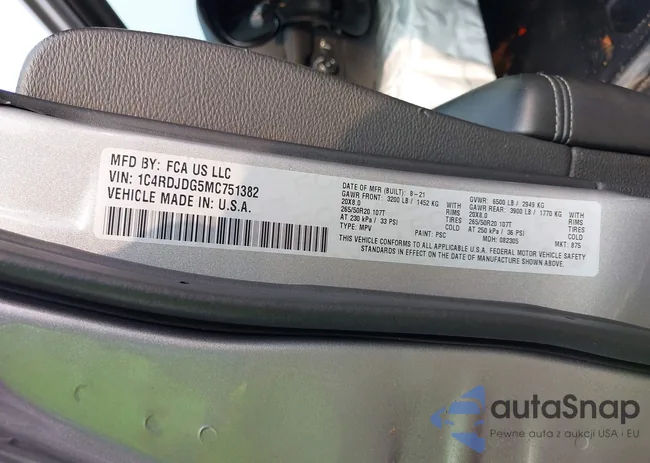 MFD BY: FCA US LLC
VIN: 1C4RDJDG5MC751382
VEHICLE MADE IN: U.S.A.
DATE OF MFR (BUILT): 8-21 GVWR: 6500 LB / 2949 KG
GAWR FRONT: 3200 LB / 1452 KG WITH GAWR REAR: 3900 LB / 1770 KG WITH
20X8.0 RIMS 20X8.0 RIMS
265/50R20 107T TIRES 265/50R20 107T TIRES
AT 230 kPa / 33 PSI COLD AT 250 kPa / 36 PSI COLD
TYPE: MPV PAINT: PSC MDH: 082305 MKT: 875
THIS VEHICLE CONFORMS TO ALL APPLICABLE U.S.A. FEDERAL MOTOR VEHICLE SAFETY
STANDARDS IN EFFECT ON THE DATE OF MANUFACTURE SHOWN ABOVE.
autaSnap
Pewne auta z aukcji USA i EU